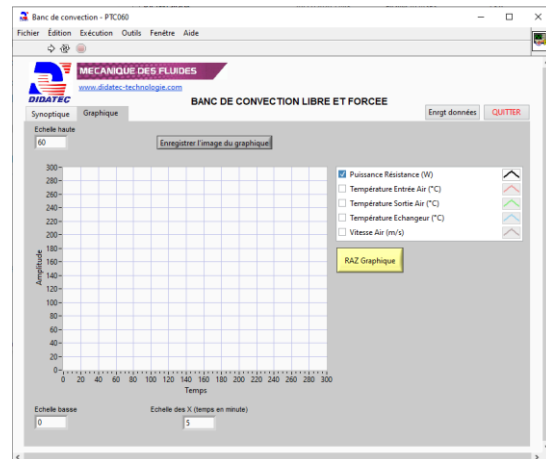 Banc de convection - PTC060
Fichier Édition Exécution Outils Fenêtre Aide
MECANIQUE DES FLUIDES
www.didatec-technologie.com
DIDATEC
BANC DE CONVECTION LIBRE ET FORCEE
Synoptique Graphique
Enrgt données QUITTER
Echelle haute
60
Enregistrer l'image du graphique
300
280
260
240
220
200
180
160
140
120
100
80
60
40
20
0
Amplitude
0 20 40 60 80 100 120 140 160 180 200 220 240 260 280 300
Temps
Puissance Résistance (W)
Température Entrée Air (°C)
Température Sortie Air (°C)
Température Echangeur (°C)
Vitesse Air (m/s)
RAZ Graphique
Echelle basse
0
Echelle des X (temps en minute)
5